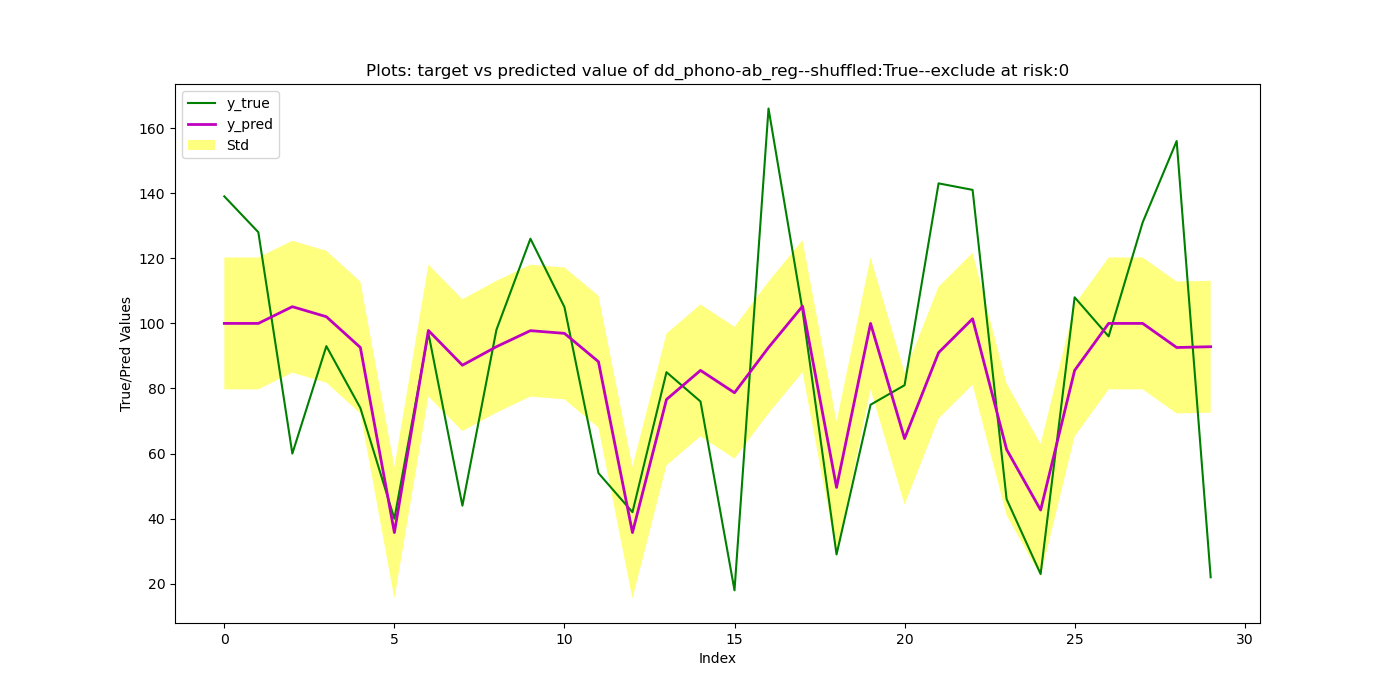 Plots: target vs predicted value of dd_phono-ab_reg--shuffled:True--exclude at risk:0
y_true
y_pred
Std
True/Pred Values
160
140
120
100
80
60
40
20
0 5 10 15 20 25 30
Index